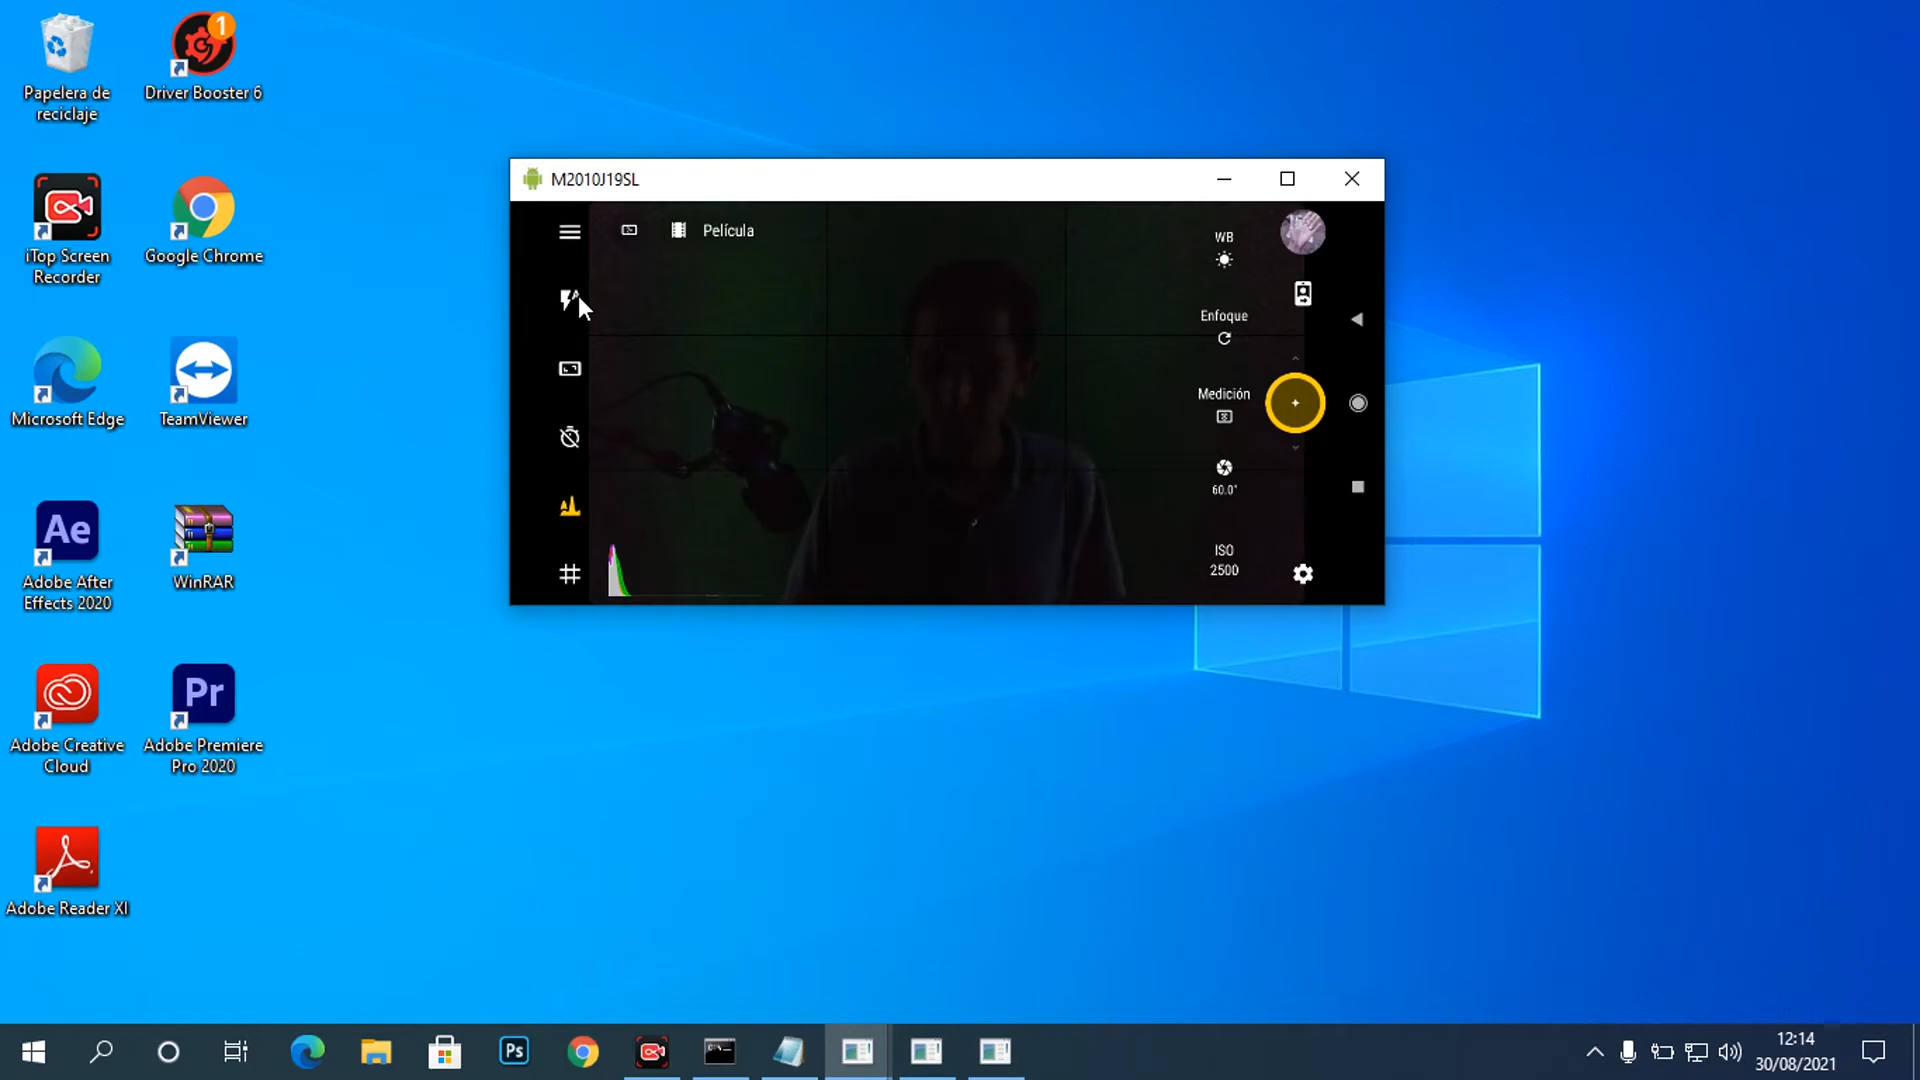 Papelera de
reciclaje
1
Driver Booster 6
iTop Screen
Recorder
Google Chrome
Microsoft Edge
TeamViewer
Ae
Adobe After
Effects 2020
WinRAR
Adobe Creative
Cloud
Pr
Adobe Premiere
Pro 2020
Adobe Reader XI
M2010J19SL
Película
WB
Enfoque
Medición
60.0°
ISO
2500
Ps
12:14
30/08/2021